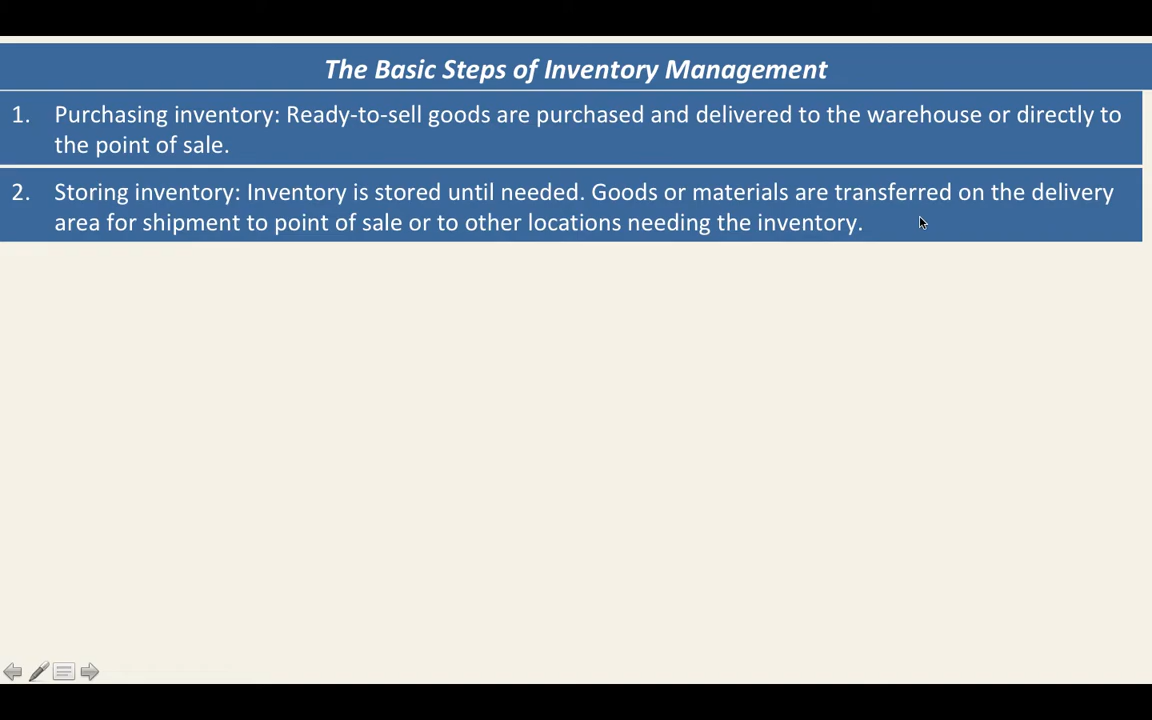 The Basic Steps of Inventory Management
1. Purchasing inventory: Ready-to-sell goods are purchased and delivered to the warehouse or directly to
the point of sale.
2. Storing inventory: Inventory is stored until needed. Goods or materials are transferred on the delivery
area for shipment to point of sale or to other locations needing the inventory.